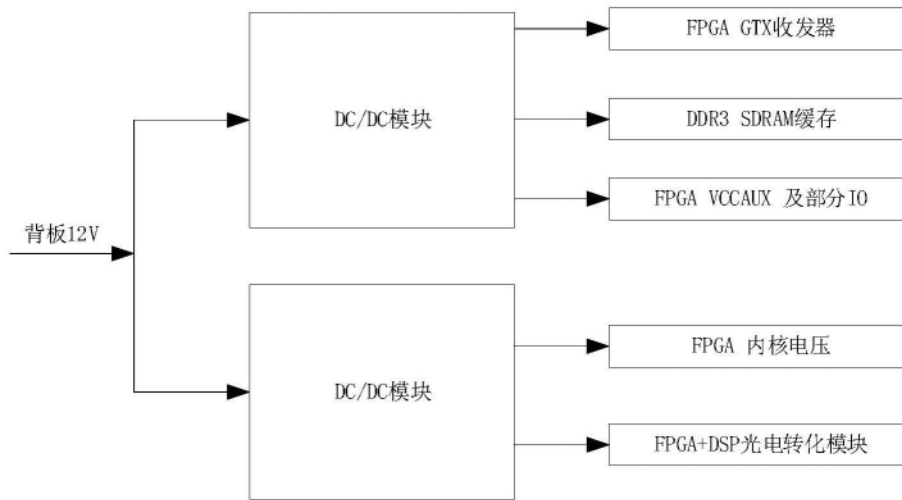 FPGA GTX收发器
DC/DC模块
DDR3 SDRAM缓存
FPGA VCCAUX 及部分IO
背板12V
FPGA 内核电压
DC/DC模块
FPGA+DSP光电转化模块